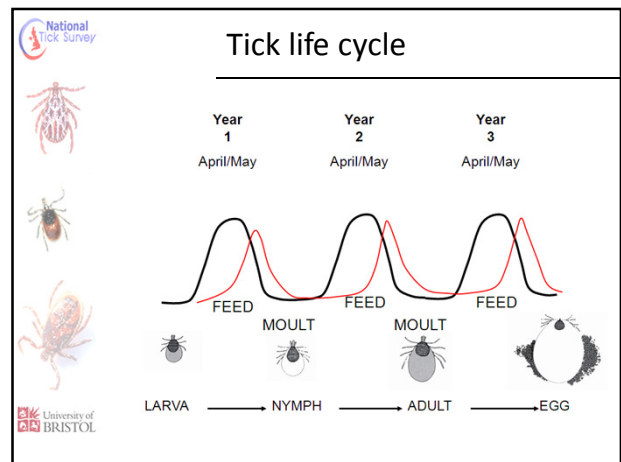 National
Tick Survey
Tick life cycle
Year
1
April/May
Year
2
April/May
Year
3
April/May
FEED
FEED
FEED
MOULT
MOULT
LARVA
NYMPH
ADULT
EGG
University of
BRISTOL